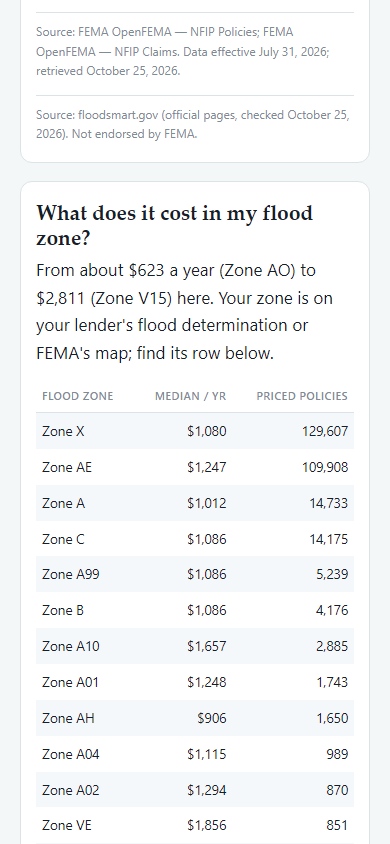 Source: FEMA OpenFEMA — NFIP Policies; FEMA
OpenFEMA — NFIP Claims. Data effective July 31, 2026;
retrieved October 25, 2026.
Source: floodsmart.gov (official pages, checked October 25,
2026). Not endorsed by FEMA.
What does it cost in my flood
zone?
From about $623 a year (Zone AO) to
$2,811 (Zone V15) here. Your zone is on
your lender's flood determination or
FEMA's map; find its row below.
FLOOD ZONE MEDIAN / YR PRICED POLICIES
Zone X $1,080 129,607
Zone AE $1,247 109,908
Zone A $1,012 14,733
Zone C $1,086 14,175
Zone A99 $1,086 5,239
Zone B $1,086 4,176
Zone A10 $1,657 2,885
Zone A01 $1,248 1,743
Zone AH $906 1,650
Zone A04 $1,115 989
Zone A02 $1,294 870
Zone VE $1,856 851